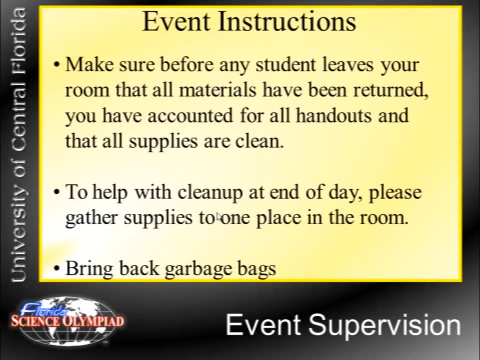 Event Instructions
• Make sure before any student leaves your
room that all materials have been returned,
you have accounted for all handouts and
that all supplies are clean.
• To help with cleanup at end of day, please
gather supplies to one place in the room.
• Bring back garbage bags
University of Central Florida
Florida
SCIENCE OLYMPIAD
Event Supervision